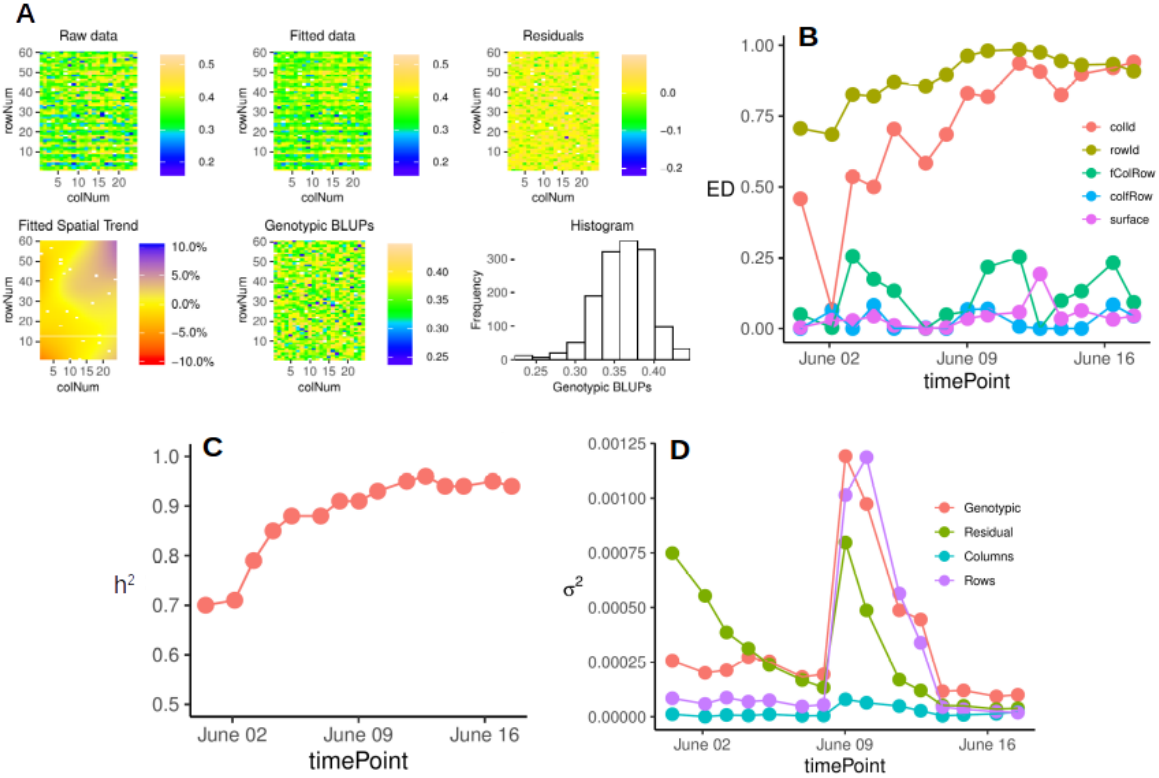 A
Raw data
Fitted data
Residuals
60
50
40
30
20
10
rowNum
5 10 15 20
colNum
0.5
0.4
0.3
0.2
60
50
40
30
20
10
rowNum
5 10 15 20
colNum
0.5
0.4
0.3
0.2
60
50
40
30
20
10
rowNum
5 10 15 20
colNum
0.0
−0.1
−0.2
Fitted Spatial Trend
Genotypic BLUPs
Histogram
60
50
40
30
20
10
rowNum
5 10 15 20
colNum
10.0%
5.0%
0.0%
−5.0%
−10.0%
60
50
40
30
20
10
rowNum
5 10 15 20
colNum
0.40
0.35
0.30
0.25
Frequency
300
200
100
0
0.25 0.30 0.35 0.40
Genotypic BLUPs
B
1.00
0.75
0.50
0.25
0.00
ED
June 02 June 09 June 16
timePoint
colId
rowId
fColRow
colfRow
surface
C
1.0
0.9
0.8
0.7
0.6
0.5
h²
June 02 June 09 June 16
timePoint
D
0.00125
0.00100
0.00075
0.00050
0.00025
0.00000
σ²
June 02 June 09 June 16
timePoint
Genotypic
Residual
Columns
Rows